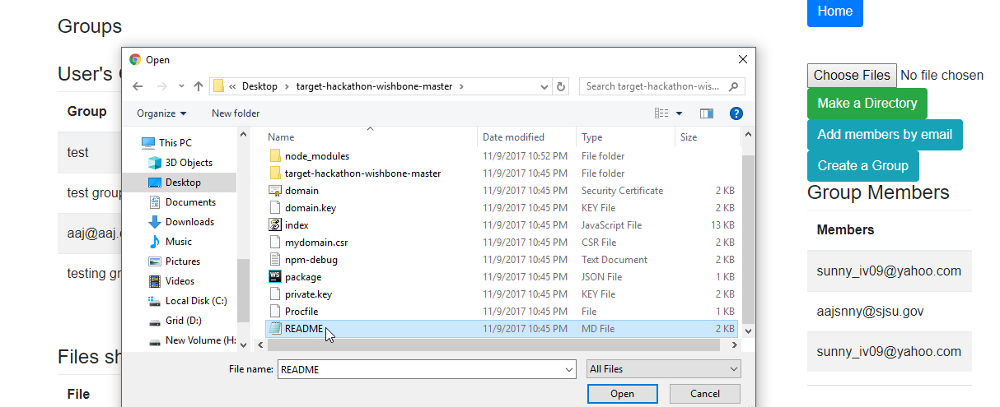 Groups
Home
Open
User's
Choose Files No file chosen
« Desktop > target-hackathon-wishbone-master >
Search target-hackathon-wis...
Make a Directory
Group
Organize
New folder
Add members by email
Name Date modified Type Size
This PC
test
node_modules 11/9/2017 10:52 PM File folder
3D Objects
Create a Group
target-hackathon-wishbone-master 11/9/2017 10:45 PM File folder
Desktop
test group
domain 11/9/2017 10:45 PM Security Certificate 2 KB
Group Members
Documents
domain.key 11/9/2017 10:45 PM KEY File 2 KB
Downloads
index 11/9/2017 10:45 PM JavaScript File 13 KB
Members
aaj@aaj.
Music
mydomain.csr 11/9/2017 10:45 PM CSR File 2 KB
Pictures
npm-debug 11/9/2017 10:45 PM Text Document 2 KB
sunny_iv09@yahoo.com
testing gr
Videos
WS package 11/9/2017 10:45 PM JSON File 1 KB
Local Disk (C:)
private.key 11/9/2017 10:45 PM KEY File 2 KB
Procfile 11/9/2017 10:45 PM File 1 KB
aajsnny@sjsu.gov
Grid (D:)
README 11/9/2017 10:45 PM MD File 2 KB
New Volume (H:
sunny_iv09@yahoo.com
Files sh
File name: README
All Files
File
Open
Cancel